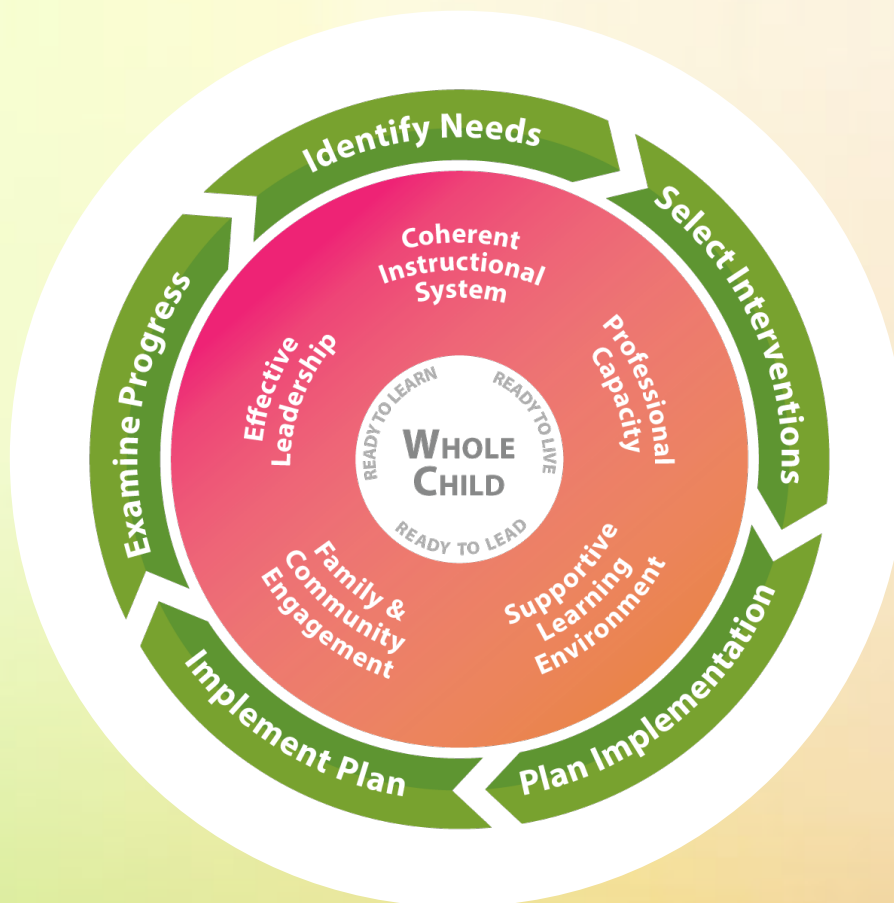 Identify Needs
Select Interventions
Plan Implementation
Implement Plan
Examine Progress
Coherent
Instructional
System
Professional
Capacity
Supportive
Learning
Environment
Family &
Community
Engagement
Effective
Leadership
READY TO LEARN
READY TO LIVE
READY TO LEAD
WHOLE
CHILD